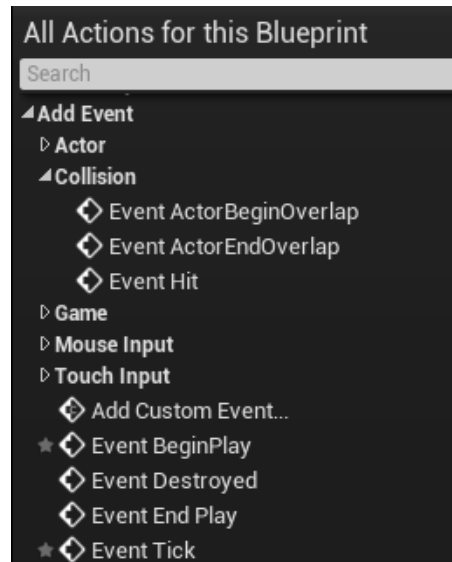 All Actions for this Blueprint
Search
Add Event
Actor
Collision
Event ActorBeginOverlap
Event ActorEndOverlap
Event Hit
Game
Mouse Input
Touch Input
Add Custom Event...
Event BeginPlay
Event Destroyed
Event End Play
Event Tick